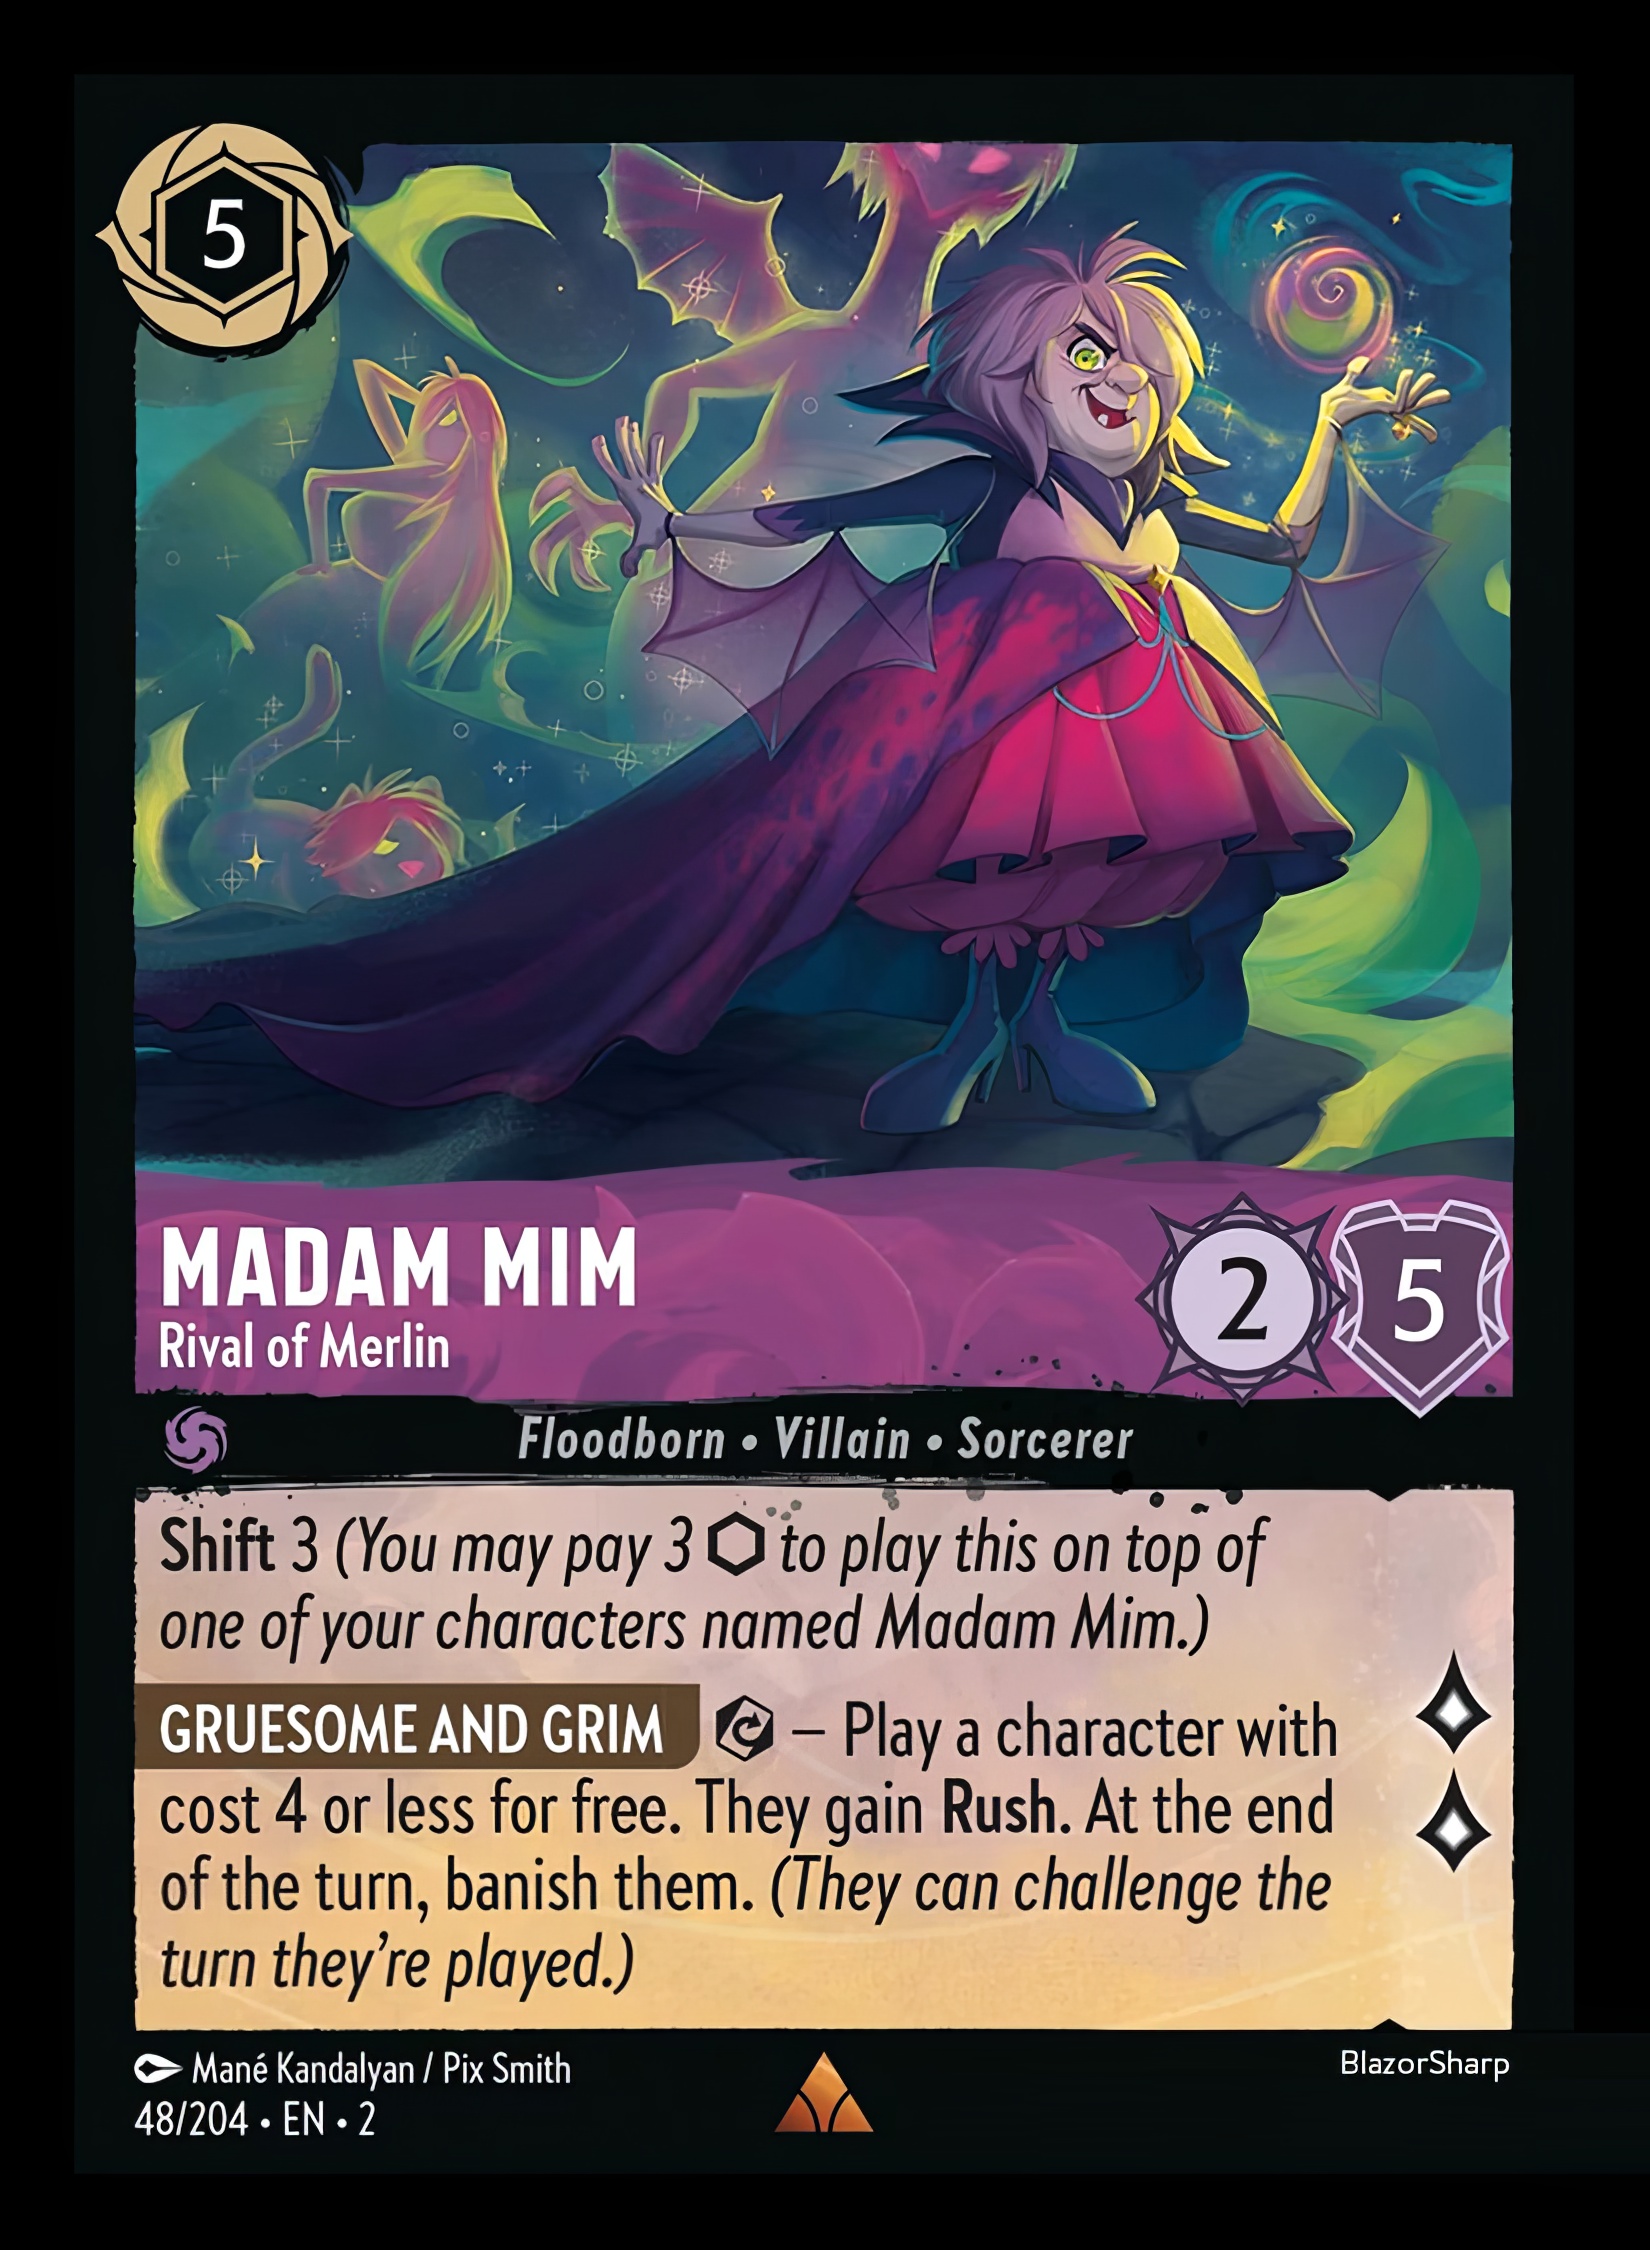 5
MADAM MIM
Rival of Merlin
2 5
Floodborn • Villain • Sorcerer
Shift 3 (You may pay 3 ⬡ to play this on top of
one of your characters named Madam Mim.)
GRUESOME AND GRIM – Play a character with
cost 4 or less for free. They gain Rush. At the end
of the turn, banish them. (They can challenge the
turn they're played.)
Mané Kandalyan / Pix Smith
BlazorSharp
48/204 • EN • 2